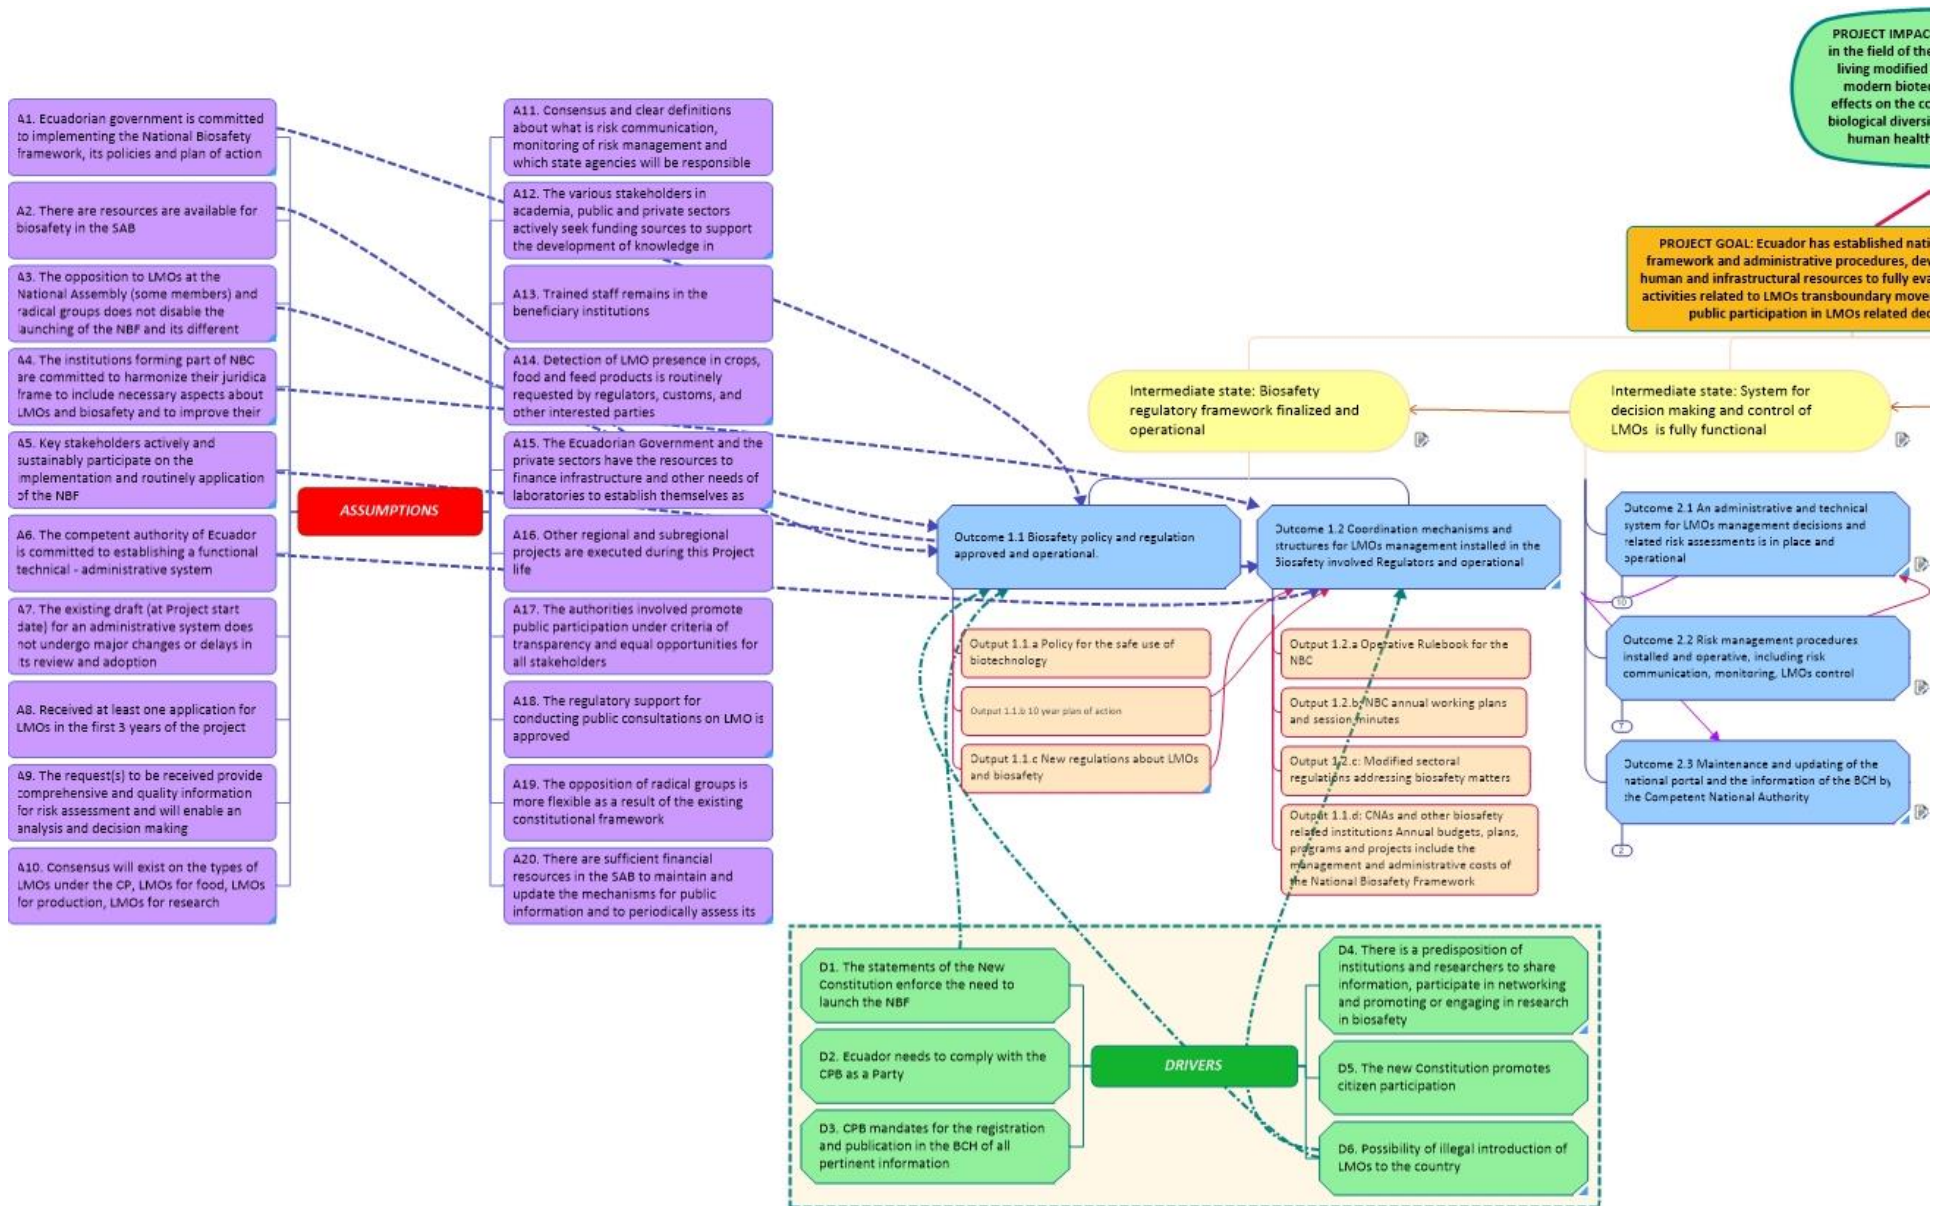 PROJECT IMPAC
in the field of the
living modified
modern biotec
effects on the co
biological diversi
human health
A1. Ecuadorian government is committed
to implementing the National Biosafety
framework, its policies and plan of action
A2. There are resources are available for
biosafety in the SAB
A3. The opposition to LMOs at the
National Assembly (some members) and
radical groups does not disable the
launching of the NBF and its different
A4. The institutions forming part of NBC
are committed to harmonize their juridica
frame to include necessary aspects about
LMOs and biosafety and to improve their
A5. Key stakeholders actively and
sustainably participate on the
implementation and routinely application
of the NBF
A6. The competent authority of Ecuador
is committed to establishing a functional
technical - administrative system
A7. The existing draft (at Project start
date) for an administrative system does
not undergo major changes or delays in
its review and adoption
A8. Received at least one application for
LMOs in the first 3 years of the project
A9. The request(s) to be received provide
comprehensive and quality information
for risk assessment and will enable an
analysis and decision making
A10. Consensus will exist on the types of
LMOs under the CP, LMOs for food, LMOs
for production, LMOs for research
ASSUMPTIONS
A11. Consensus and clear definitions
about what is risk communication,
monitoring of risk management and
which state agencies will be responsible
A12. The various stakeholders in
academia, public and private sectors
actively seek funding sources to support
the development of knowledge in
A13. Trained staff remains in the
beneficiary institutions
A14. Detection of LMO presence in crops,
food and feed products is routinely
requested by regulators, customs, and
other interested parties
A15. The Ecuadorian Government and the
private sectors have the resources to
finance infrastructure and other needs of
laboratories to establish themselves as
A16. Other regional and subregional
projects are executed during this Project
life
A17. The authorities involved promote
public participation under criteria of
transparency and equal opportunities for
all stakeholders
A18. The regulatory support for
conducting public consultations on LMO is
approved
A19. The opposition of radical groups is
more flexible as a result of the existing
constitutional framework
A20. There are sufficient financial
resources in the SAB to maintain and
update the mechanisms for public
information and to periodically assess its
PROJECT GOAL: Ecuador has established nati
framework and administrative procedures, dev
human and infrastructural resources to fully eva
activities related to LMOs transboundary move
public participation in LMOs related dec
Intermediate state: Biosafety
regulatory framework finalized and
operational
Intermediate state: System for
decision making and control of
LMOs is fully functional
Outcome 1.1 Biosafety policy and regulation
approved and operational.
Outcome 1.2 Coordination mechanisms and
structures for LMOs management installed in the
Biosafety involved Regulators and operational
Outcome 2.1 An administrative and technical
system for LMOs management decisions and
related risk assessments is in place and
operational
10
Outcome 2.2 Risk management procedures
installed and operative, including risk
communication, monitoring, LMOs control
7
Outcome 2.3 Maintenance and updating of the
national portal and the information of the BCH by
the Competent National Authority
2
Output 1.1.a Policy for the safe use of
biotechnology
Output 1.1.b 10 year plan of action
Output 1.1.c New regulations about LMOs
and biosafety
Output 1.2.a Operative Rulebook for the
NBC
Output 1.2.b: NBC annual working plans
and session minutes
Output 1.2.c: Modified sectoral
regulations addressing biosafety matters
Output 1.1.d: CNAs and other biosafety
related institutions Annual budgets, plans,
programs and projects include the
management and administrative costs of
the National Biosafety Framework
D1. The statements of the New
Constitution enforce the need to
launch the NBF
D2. Ecuador needs to comply with the
CPB as a Party
D3. CPB mandates for the registration
and publication in the BCH of all
pertinent information
DRIVERS
D4. There is a predisposition of
institutions and researchers to share
information, participate in networking
and promoting or engaging in research
in biosafety
D5. The new Constitution promotes
citizen participation
D6. Possibility of illegal introduction of
LMOs to the country